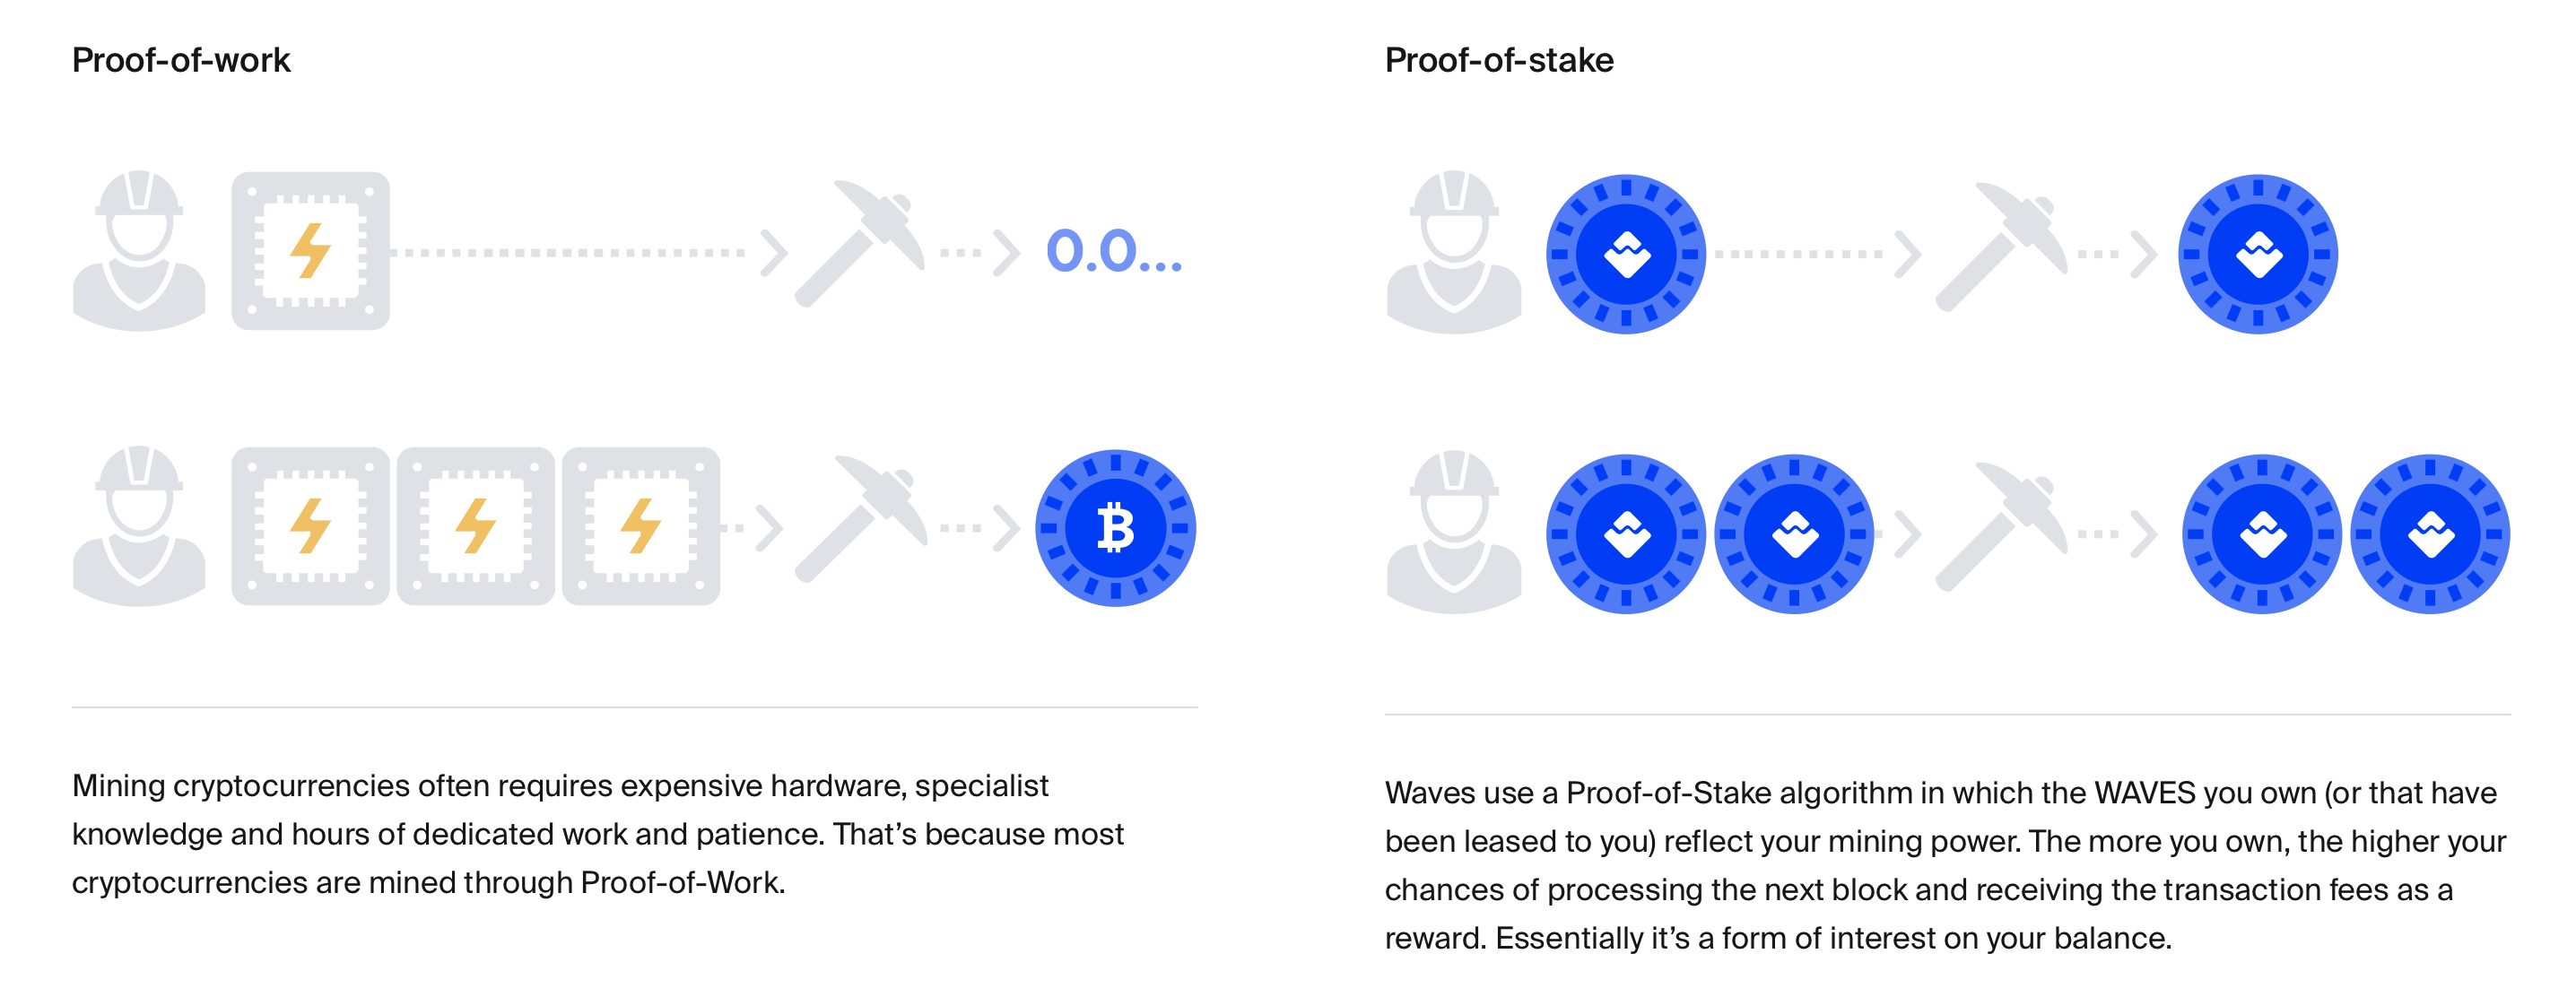 Proof-of-work
0.0...
Mining cryptocurrencies often requires expensive hardware, specialist
knowledge and hours of dedicated work and patience. That’s because most
cryptocurrencies are mined through Proof-of-Work.
Proof-of-stake
Waves use a Proof-of-Stake algorithm in which the WAVES you own (or that have
been leased to you) reflect your mining power. The more you own, the higher your
chances of processing the next block and receiving the transaction fees as a
reward. Essentially it’s a form of interest on your balance.